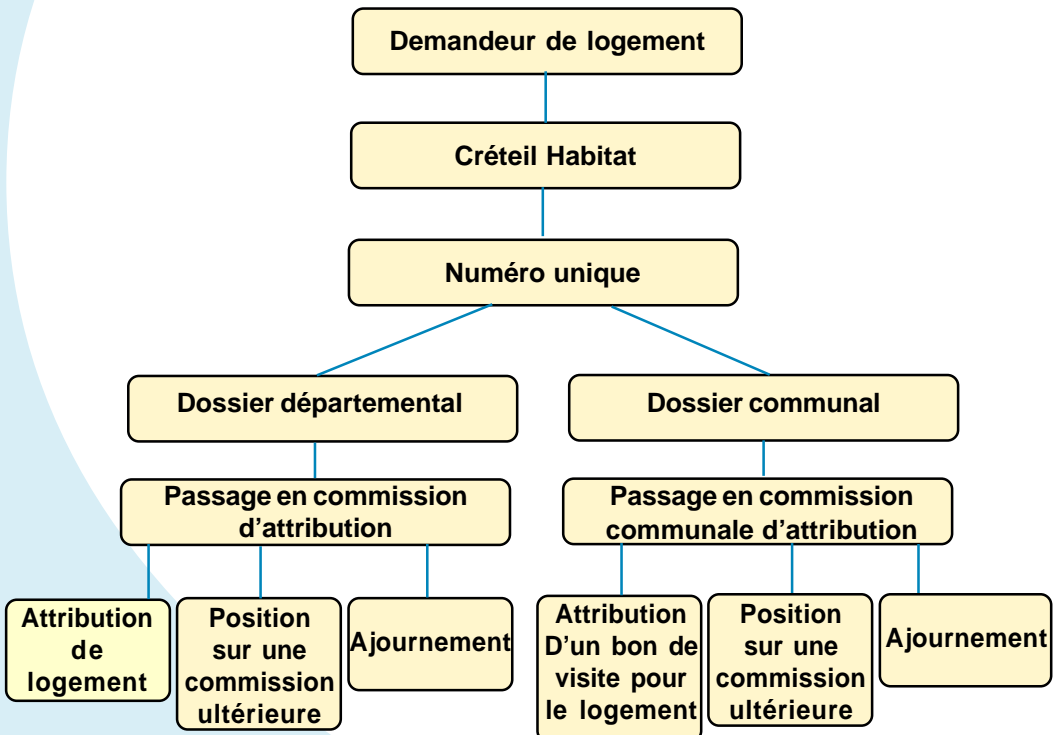 Demandeur de logement
Créteil Habitat
Numéro unique
Dossier départemental
Dossier communal
Passage en commission
d'attribution
Passage en commission
communale d'attribution
Attribution
de
logement
Position
sur une
commission
ultérieure
Ajournement
Attribution
D'un bon de
visite pour
le logement
Position
sur une
commission
ultérieure
Ajournement